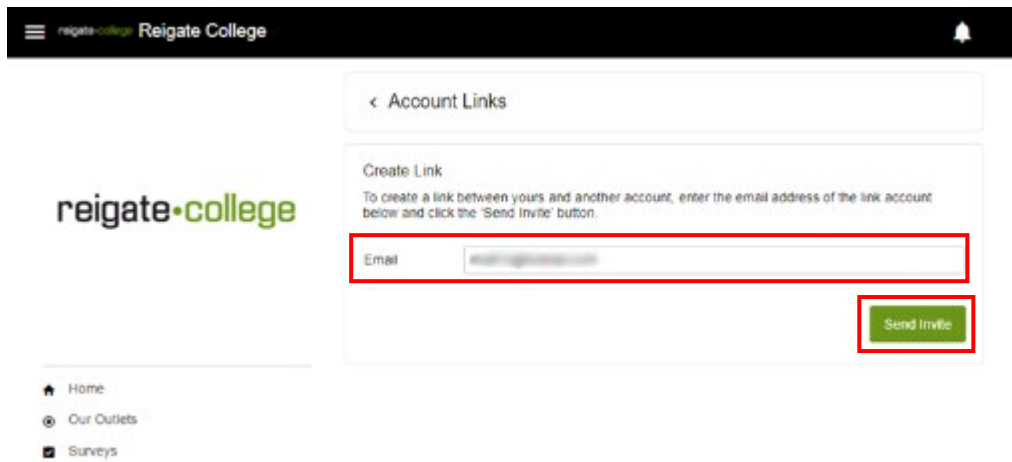 reigate-college Reigate College
< Account Links
Create Link
To create a link between yours and another account, enter the email address of the link account
below and click the 'Send Invite' button.
Email
Send Invite
reigate•college
Home
Our Outlets
Surveys